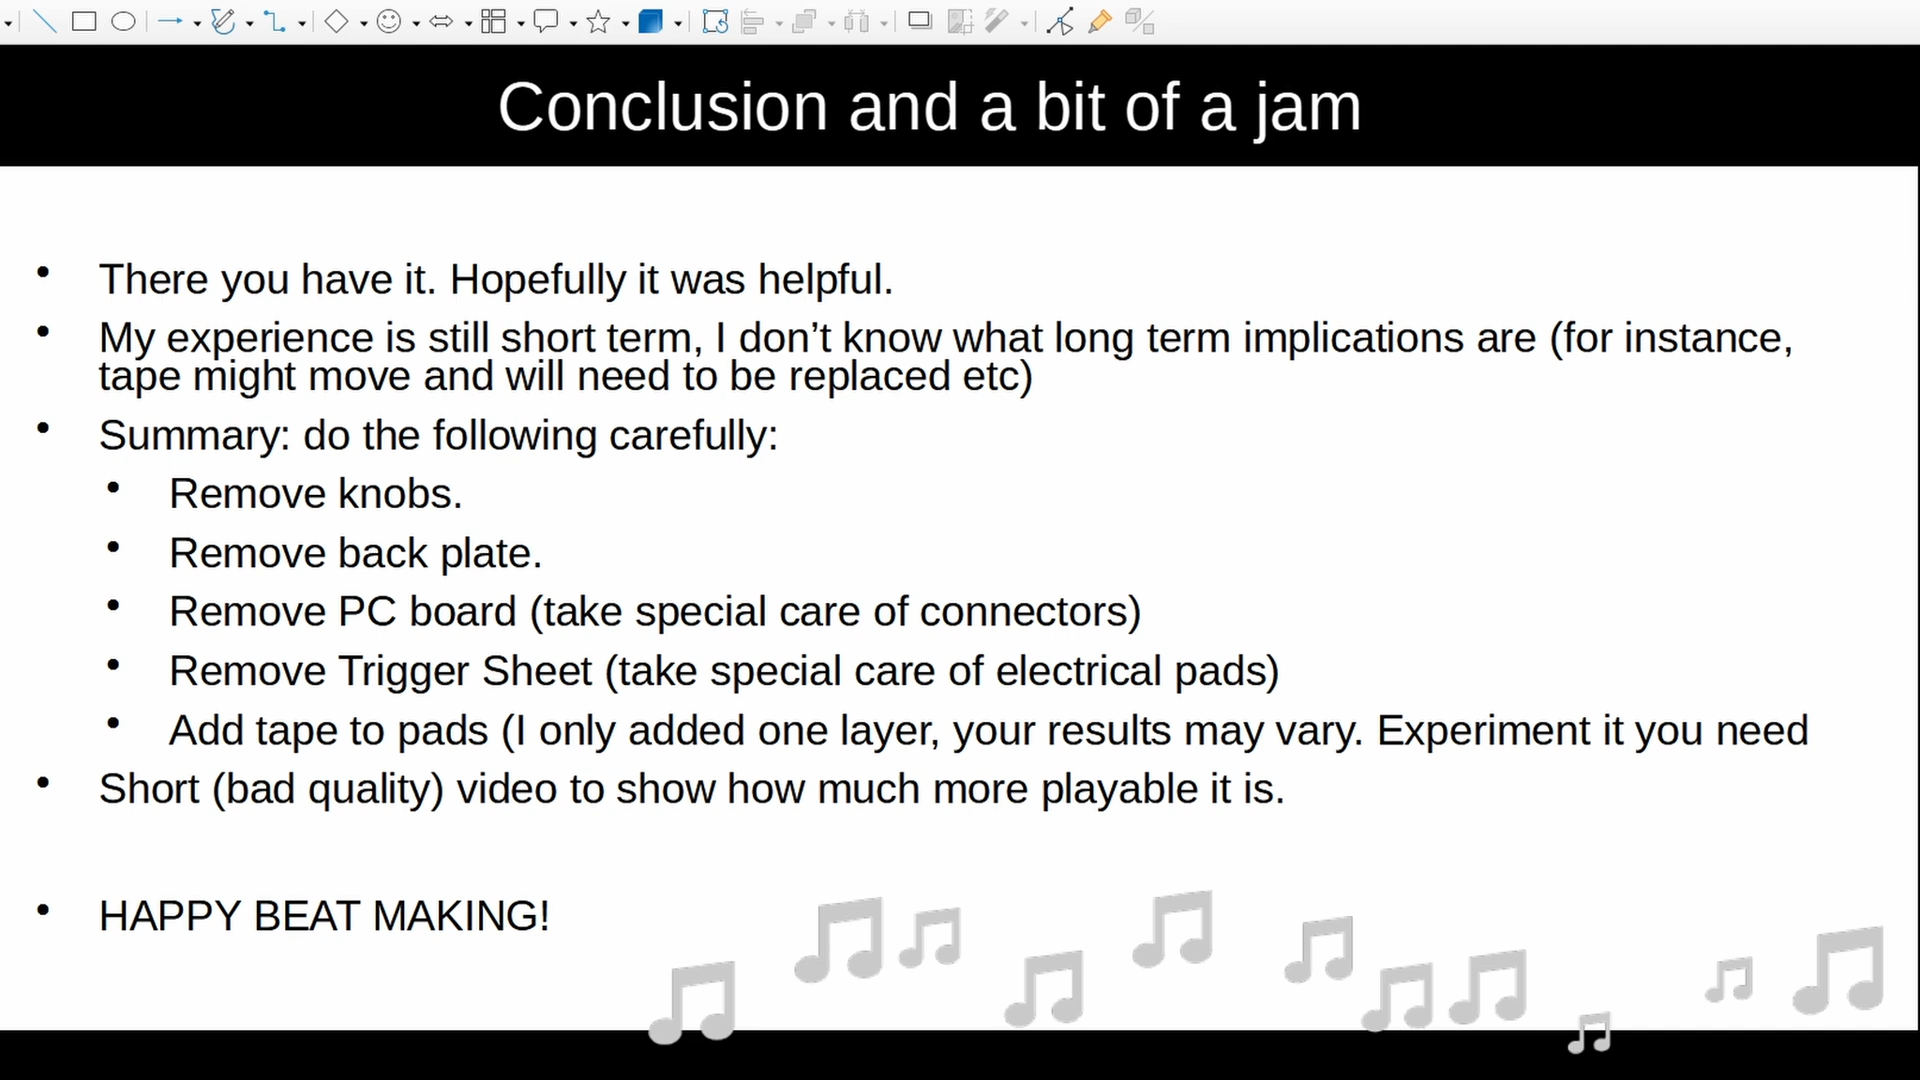 Conclusion and a bit of a jam
There you have it. Hopefully it was helpful.
My experience is still short term, I don’t know what long term implications are (for instance,
tape might move and will need to be replaced etc)
Summary: do the following carefully:
Remove knobs.
Remove back plate.
Remove PC board (take special care of connectors)
Remove Trigger Sheet (take special care of electrical pads)
Add tape to pads (I only added one layer, your results may vary. Experiment it you need
Short (bad quality) video to show how much more playable it is.
HAPPY BEAT MAKING!